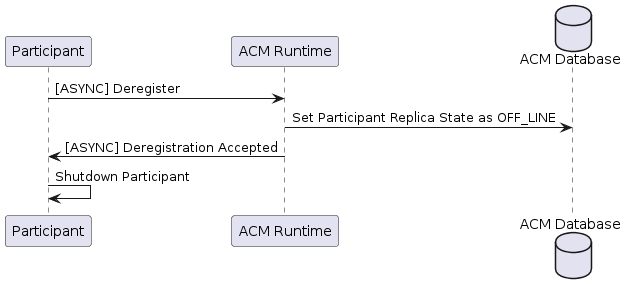 Participant
ACM Runtime
ACM Database
[ASYNC] Deregister
Set Participant Replica State as OFF_LINE
[ASYNC] Deregistration Accepted
Shutdown Participant
Participant
ACM Runtime
ACM Database